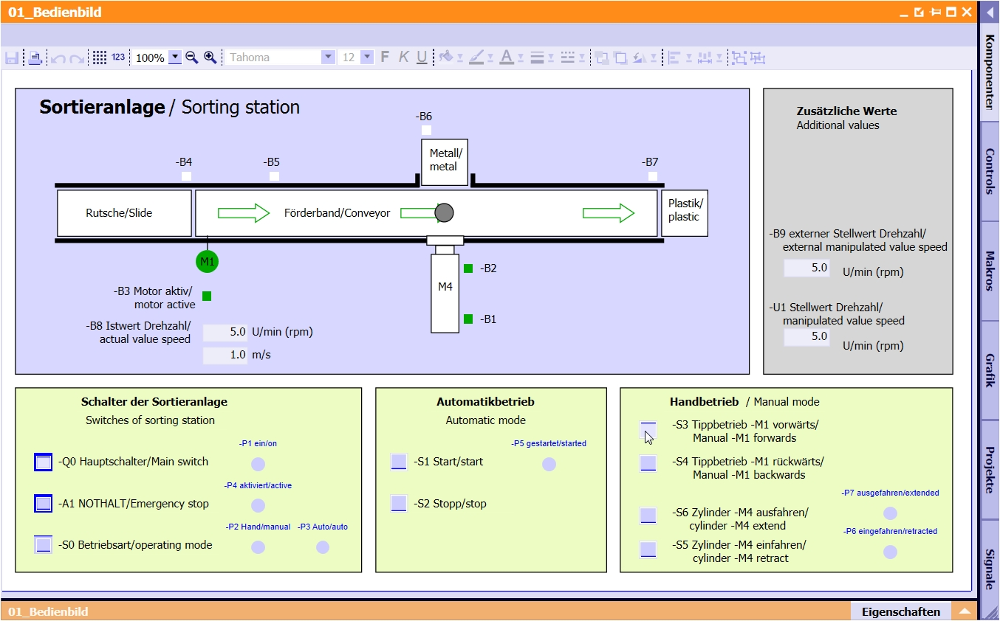 01_Bedienbild
123
100%
Tahoma
12
F K U
Sortieranlage / Sorting station
-B6
Metall/
metal
-B4
-B5
-B7
Rutsche/Slide
Förderband/Conveyor
Plastik/
plastic
M1
-B2
M4
-B3 Motor aktiv/
motor active
-B1
-B8 Istwert Drehzahl/
actual value speed
5.0 U/min (rpm)
1.0 m/s
Zusätzliche Werte
Additional values
-B9 externer Stellwert Drehzahl/
external manipulated value speed
5.0 U/min (rpm)
-U1 Stellwert Drehzahl/
manipulated value speed
5.0 U/min (rpm)
Schalter der Sortieranlage
Switches of sorting station
-P1 ein/on
-Q0 Hauptschalter/Main switch
-P4 aktiviert/active
-A1 NOTHALT/Emergency stop
-P2 Hand/manual -P3 Auto/auto
-S0 Betriebsart/operating mode
Automatikbetrieb
Automatic mode
-P5 gestartet/started
-S1 Start/start
-S2 Stopp/stop
Handbetrieb / Manual mode
-S3 Tippbetrieb -M1 vorwärts/
Manual -M1 forwards
-S4 Tippbetrieb -M1 rückwärts/
Manual -M1 backwards
-P7 ausgefahren/extended
-S6 Zylinder -M4 ausfahren/
cylinder -M4 extend
-P6 eingefahren/retracted
-S5 Zylinder -M4 einfahren/
cylinder -M4 retract
01_Bedienbild
Eigenschaften
Komponenten
Controls
Makros
Grafik
Projekte
Signale